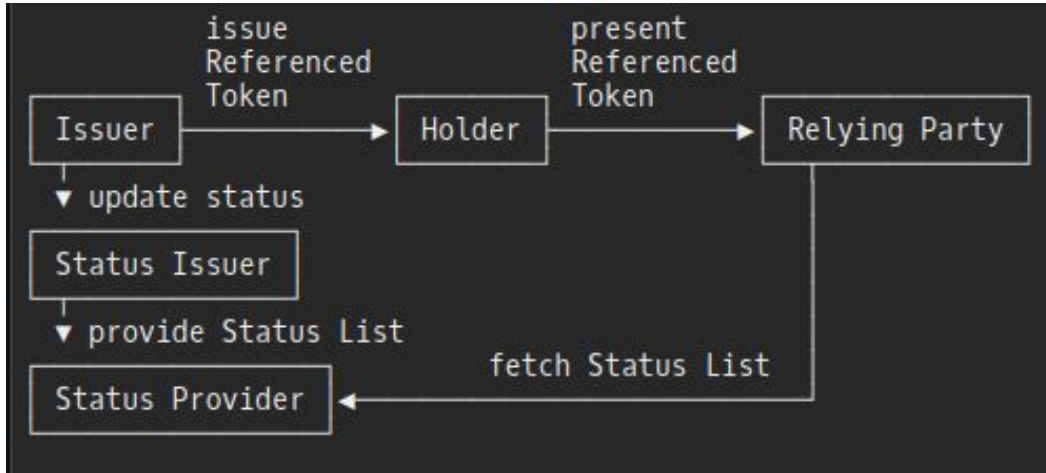 issue
Referenced
Token
present
Referenced
Token
Issuer
Holder
Relying Party
▼ update status
Status Issuer
▼ provide Status List
fetch Status List
Status Provider